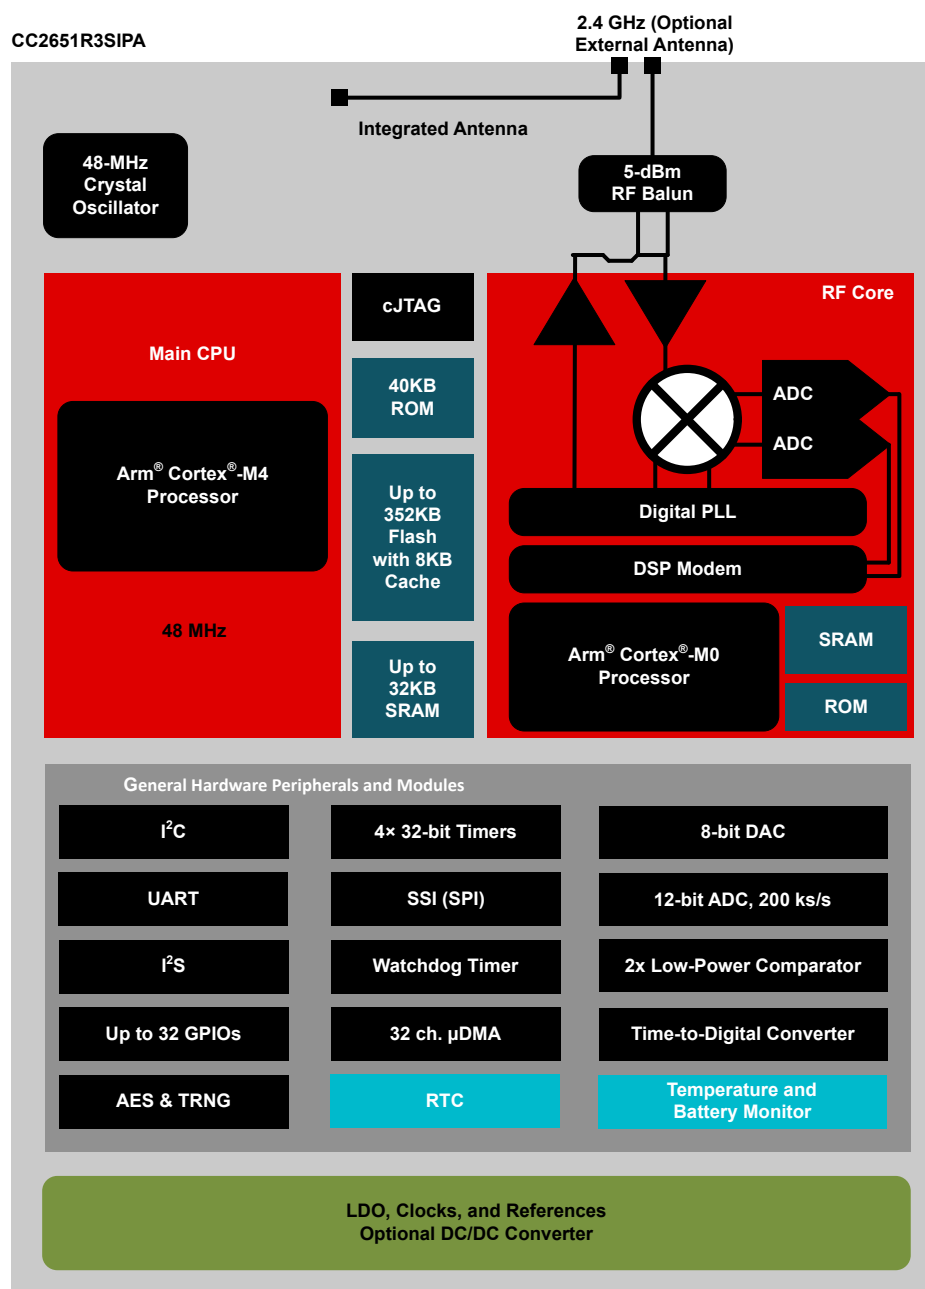 CC2651R3SIPA
2.4 GHz (Optional
External Antenna)
Integrated Antenna
48-MHz
Crystal
Oscillator
5-dBm
RF Balun
Main CPU
Arm® Cortex®-M4
Processor
48 MHz
cJTAG
40KB
ROM
Up to
352KB
Flash
with 8KB
Cache
Up to
32KB
SRAM
RF Core
ADC
ADC
Digital PLL
DSP Modem
Arm® Cortex®-M0
Processor
SRAM
ROM
General Hardware Peripherals and Modules
I²C
4× 32-bit Timers
8-bit DAC
UART
SSI (SPI)
12-bit ADC, 200 ks/s
I²S
Watchdog Timer
2x Low-Power Comparator
Up to 32 GPIOs
32 ch. µDMA
Time-to-Digital Converter
AES & TRNG
RTC
Temperature and
Battery Monitor
LDO, Clocks, and References
Optional DC/DC Converter